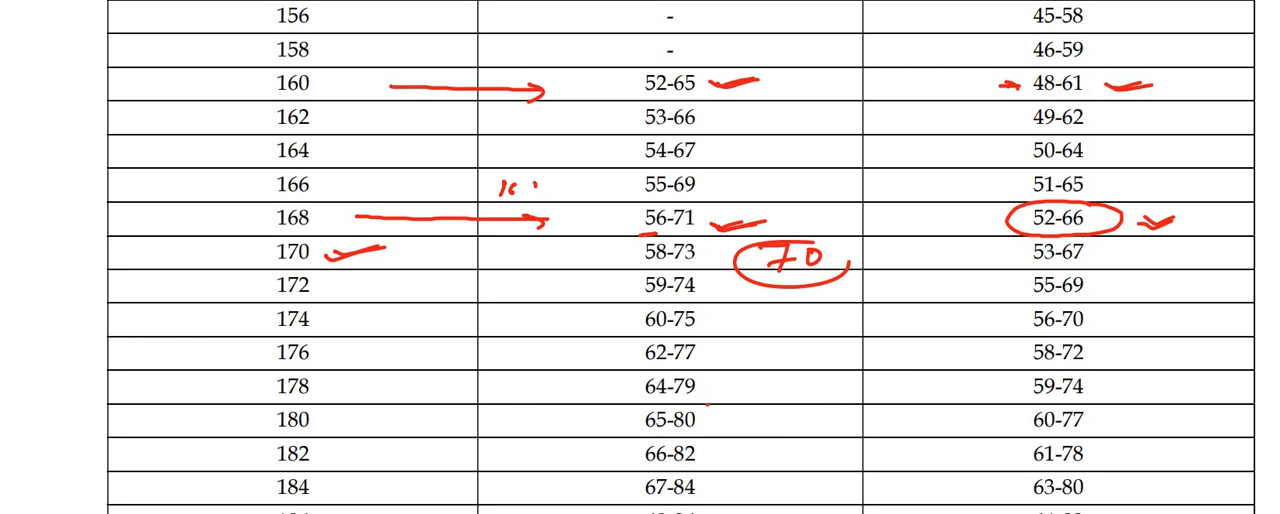 156 - 45-58
158 - 46-59
160 52-65 48-61
162 53-66 49-62
164 54-67 50-64
166 55-69 51-65
168 56-71 52-66
170 58-73 70 53-67
172 59-74 55-69
174 60-75 56-70
176 62-77 58-72
178 64-79 59-74
180 65-80 60-77
182 66-82 61-78
184 67-84 63-80